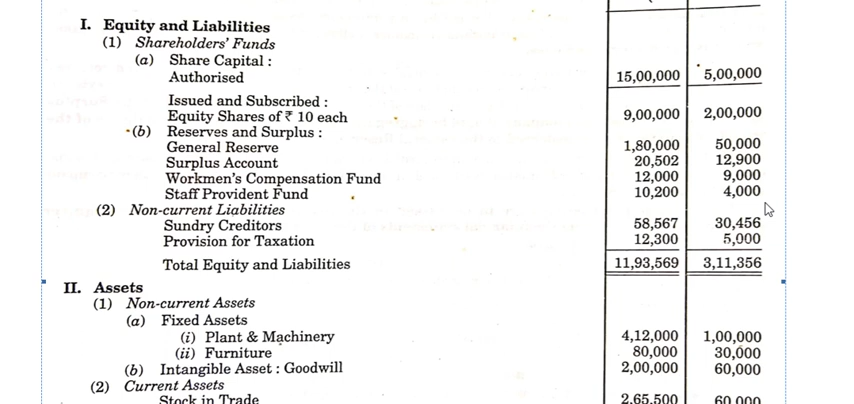 I. Equity and Liabilities
(1) Shareholders' Funds
(a) Share Capital :
Authorised 15,00,000 5,00,000
Issued and Subscribed :
Equity Shares of ₹ 10 each 9,00,000 2,00,000
(b) Reserves and Surplus :
General Reserve 1,80,000 50,000
Surplus Account 20,502 12,900
Workmen's Compensation Fund 12,000 9,000
Staff Provident Fund 10,200 4,000
(2) Non-current Liabilities
Sundry Creditors 58,567 30,456
Provision for Taxation 12,300 5,000
Total Equity and Liabilities 11,93,569 3,11,356
II. Assets
(1) Non-current Assets
(a) Fixed Assets
(i) Plant & Machinery 4,12,000 1,00,000
(ii) Furniture 80,000 30,000
(b) Intangible Asset : Goodwill 2,00,000 60,000
(2) Current Assets
Stock in Trade 2,65,500 60,000